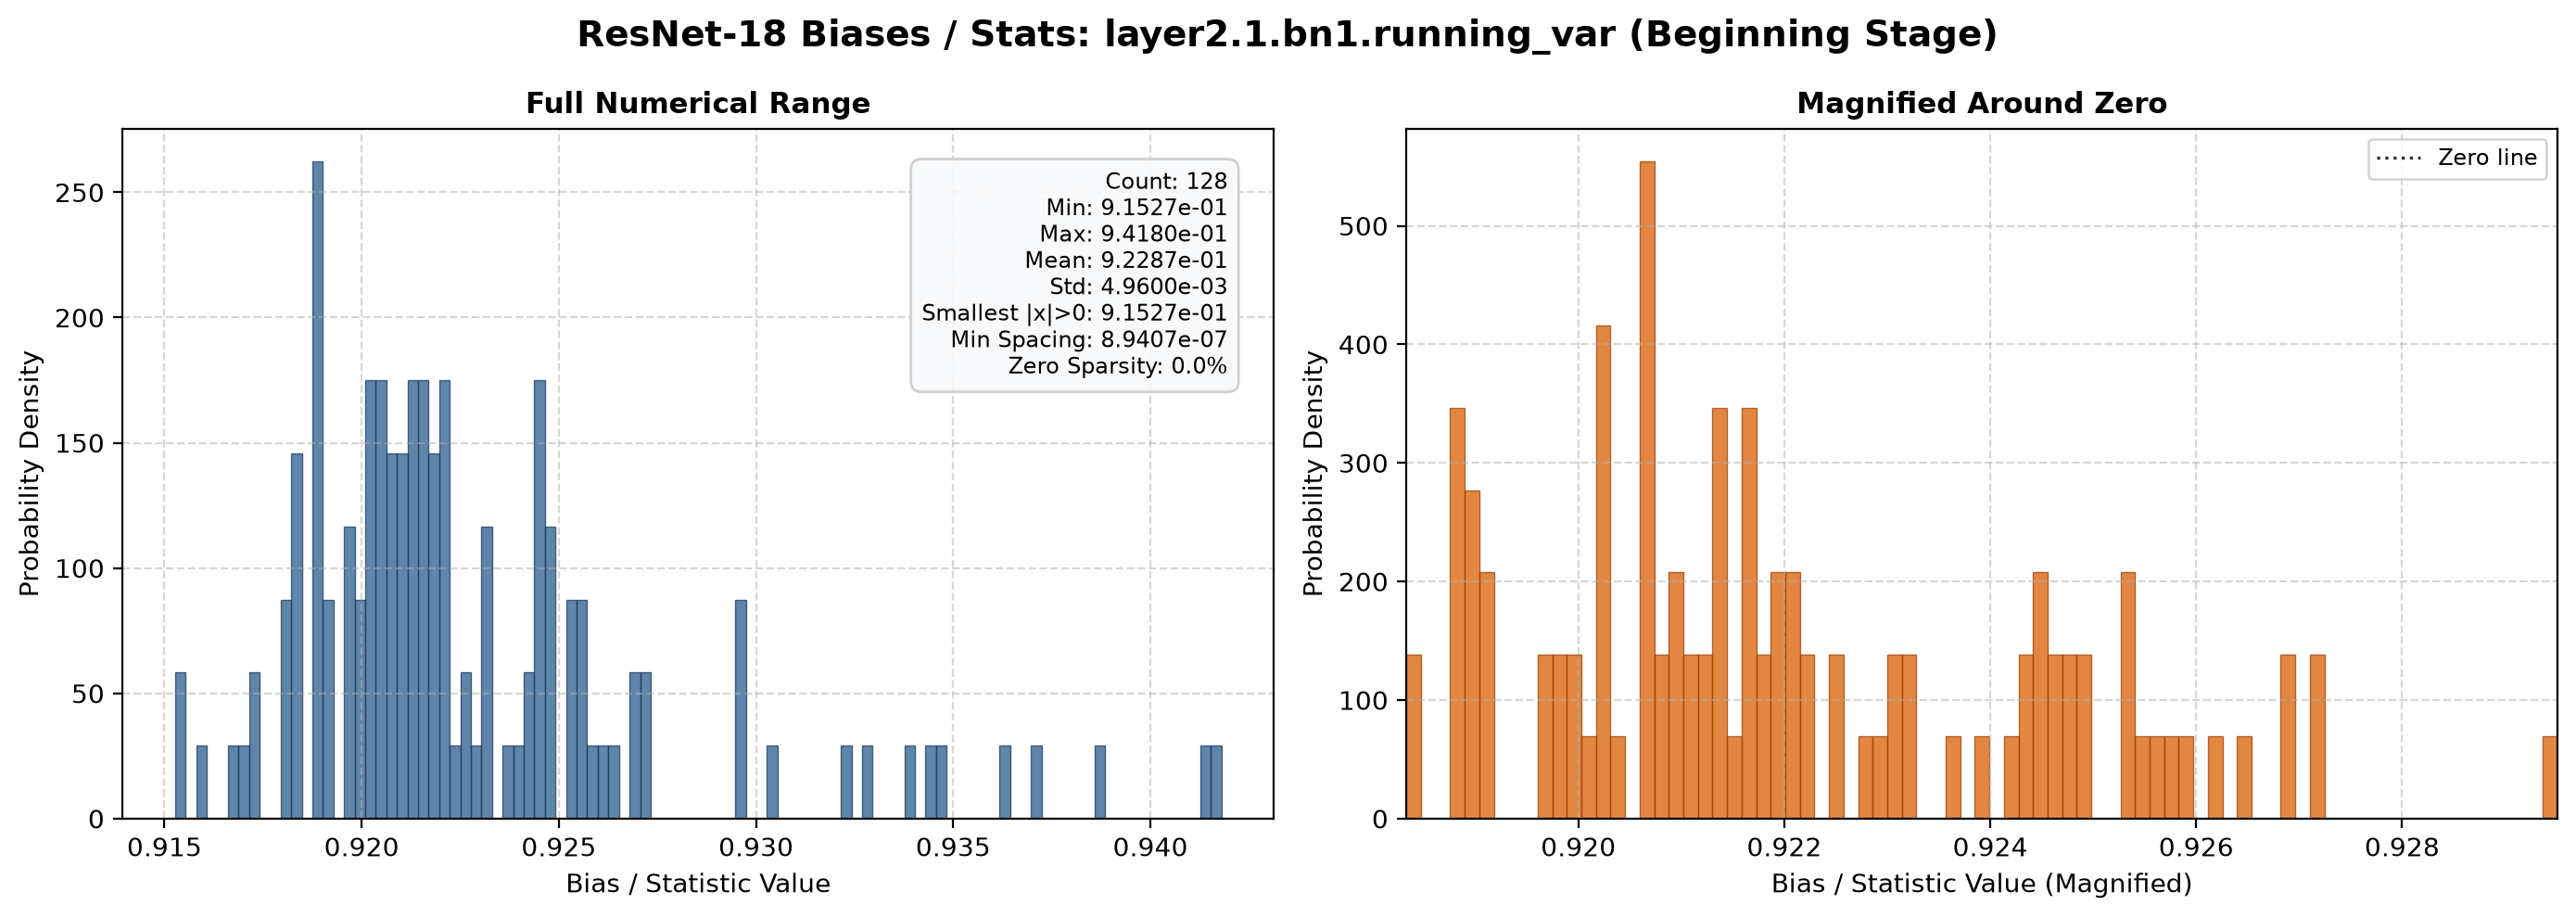 ResNet-18 Biases / Stats: layer2.1.bn1.running_var (Beginning Stage)
Full Numerical Range
Probability Density
250
200
150
100
50
0
Count: 128
Min: 9.1527e-01
Max: 9.4180e-01
Mean: 9.2287e-01
Std: 4.9600e-03
Smallest |x|>0: 9.1527e-01
Min Spacing: 8.9407e-07
Zero Sparsity: 0.0%
0.915 0.920 0.925 0.930 0.935 0.940
Bias / Statistic Value
Magnified Around Zero
Zero line
Probability Density
500
400
300
200
100
0
0.920 0.922 0.924 0.926 0.928
Bias / Statistic Value (Magnified)